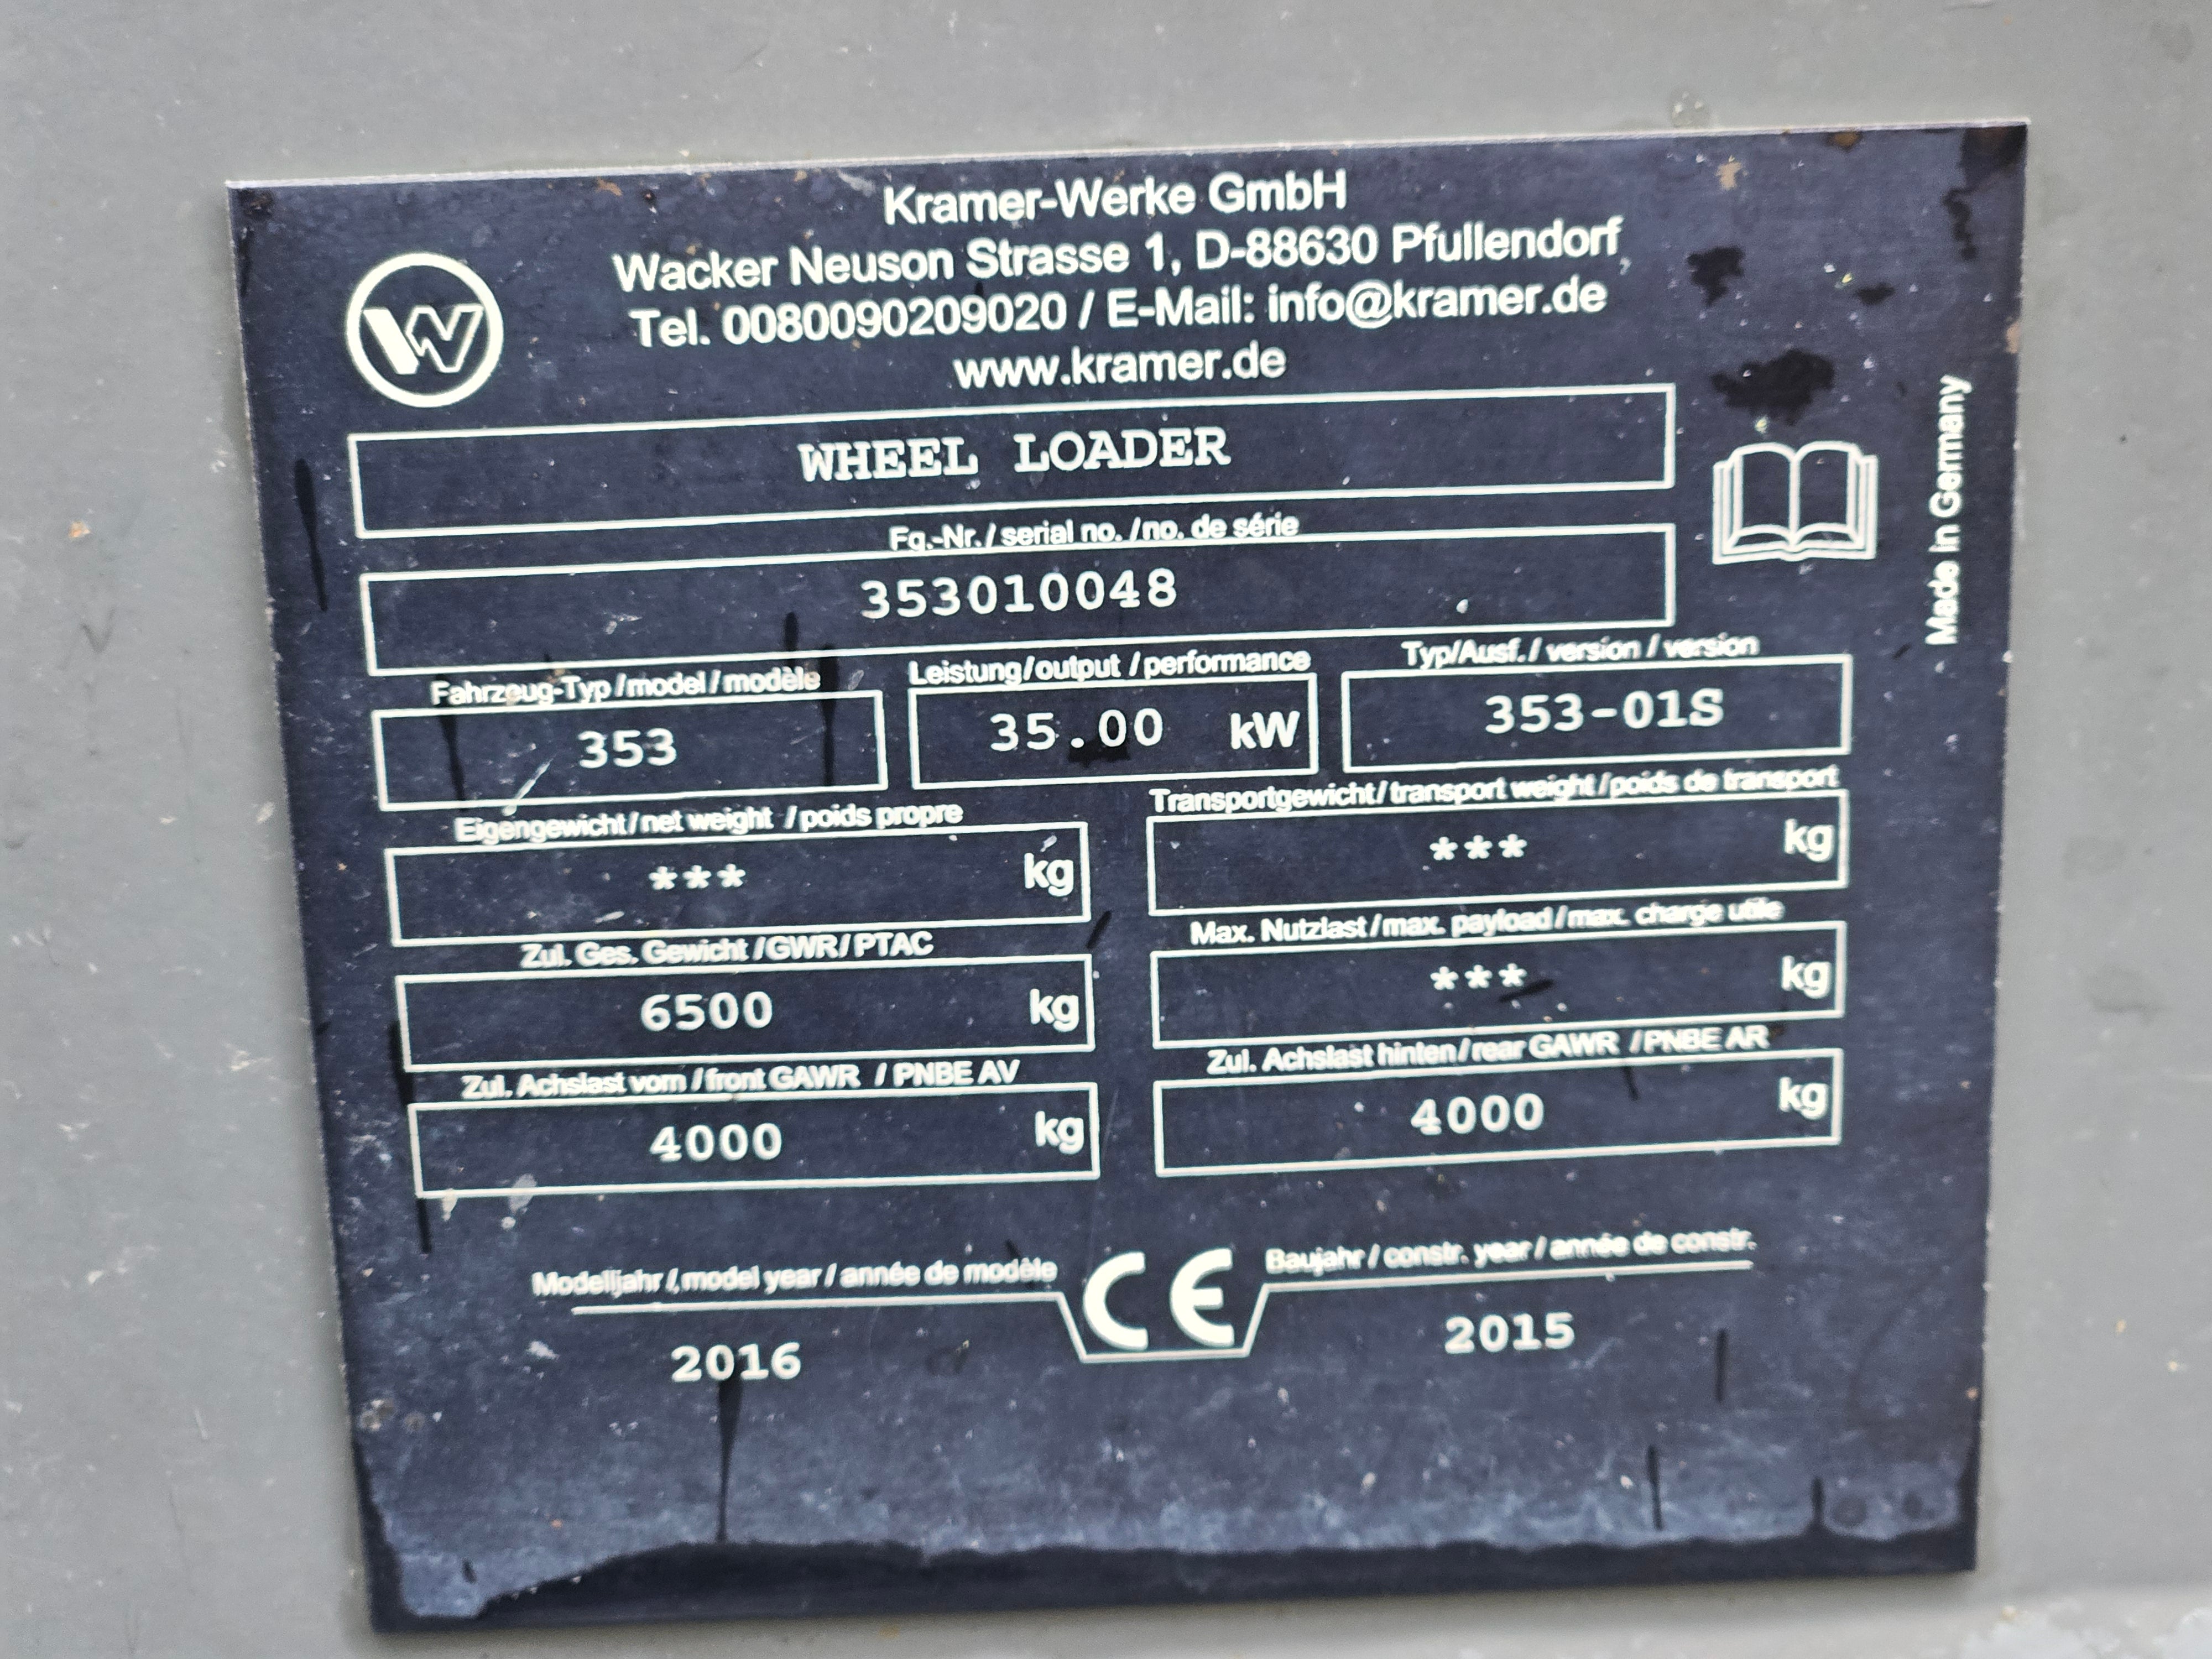 Kramer-Werke GmbH
Wacker Neuson Strasse 1, D-88630 Pfullendorf
Tel. 0080090209020 / E-Mail: info@kramer.de
www.kramer.de
W
WHEEL LOADER
Made in Germany
Fg.-Nr. / serial no. / no. de série
353010048
Fahrzeug-Typ / model / modèle
353
Leistung/output / performance
35.00 kW
Typ/Ausf. / version / version
353-01S
Eigengewicht / net weight / poids propre
*** kg
Transportgewicht / transport weight / poids de transport
*** kg
Zul. Ges. Gewicht / GWR / PTAC
6500 kg
Max. Nutzlast / max. payload / max. charge utile
*** kg
Zul. Achslast vorn / front GAWR / PNBE AV
4000 kg
Zul. Achslast hinten / rear GAWR / PNBE AR
4000 kg
Modelljahr / model year / année de modèle
2016
CE
Baujahr / constr. year / année de constr.
2015